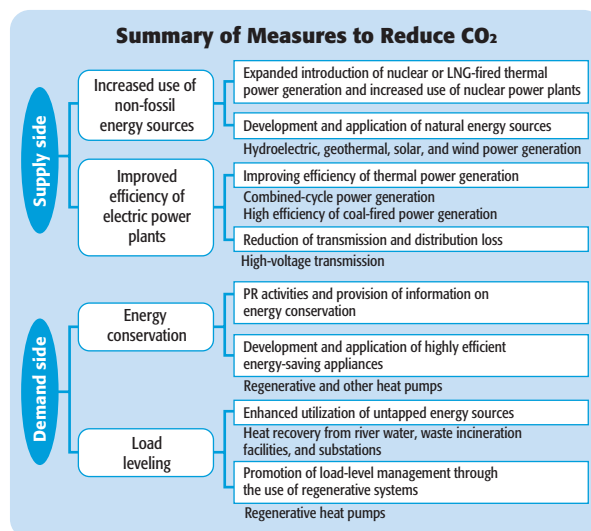 Summary of Measures to Reduce CO₂
Supply side
Increased use of
non-fossil
energy sources
Expanded introduction of nuclear or LNG-fired thermal
power generation and increased use of nuclear power plants
Development and application of natural energy sources
Hydroelectric, geothermal, solar, and wind power generation
Improved
efficiency of
electric power
plants
Improving efficiency of thermal power generation
Combined-cycle power generation
High efficiency of coal-fired power generation
Reduction of transmission and distribution loss
High-voltage transmission
Demand side
Energy
conservation
PR activities and provision of information on
energy conservation
Development and application of highly efficient
energy-saving appliances
Regenerative and other heat pumps
Load
leveling
Enhanced utilization of untapped energy sources
Heat recovery from river water, waste incineration
facilities, and substations
Promotion of load-level management through
the use of regenerative systems
Regenerative heat pumps